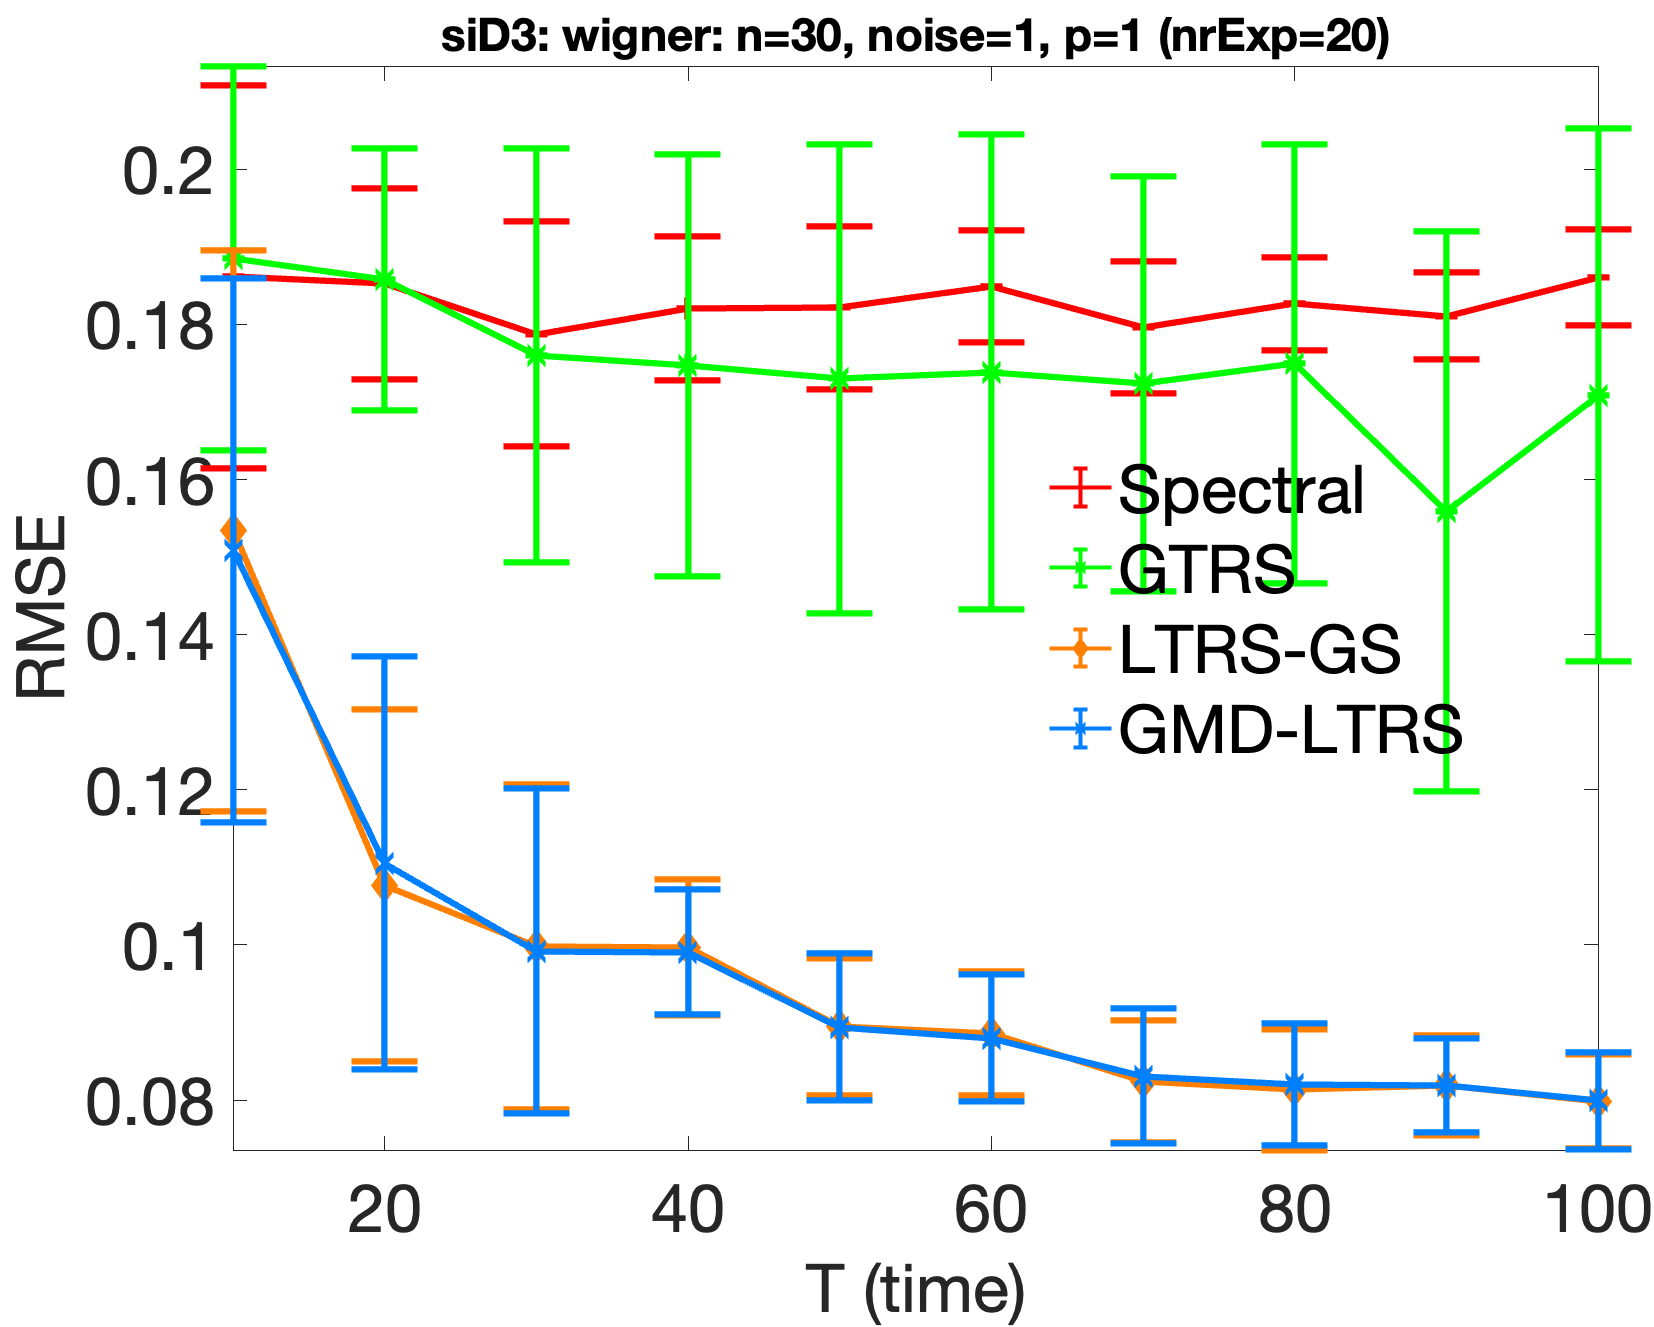 siD3: wigner: n=30, noise=1, p=1 (nrExp=20)
0.2
0.18
0.16
0.14
0.12
0.1
0.08
RMSE
Spectral
GTRS
LTRS-GS
GMD-LTRS
20
40
60
80
100
T (time)